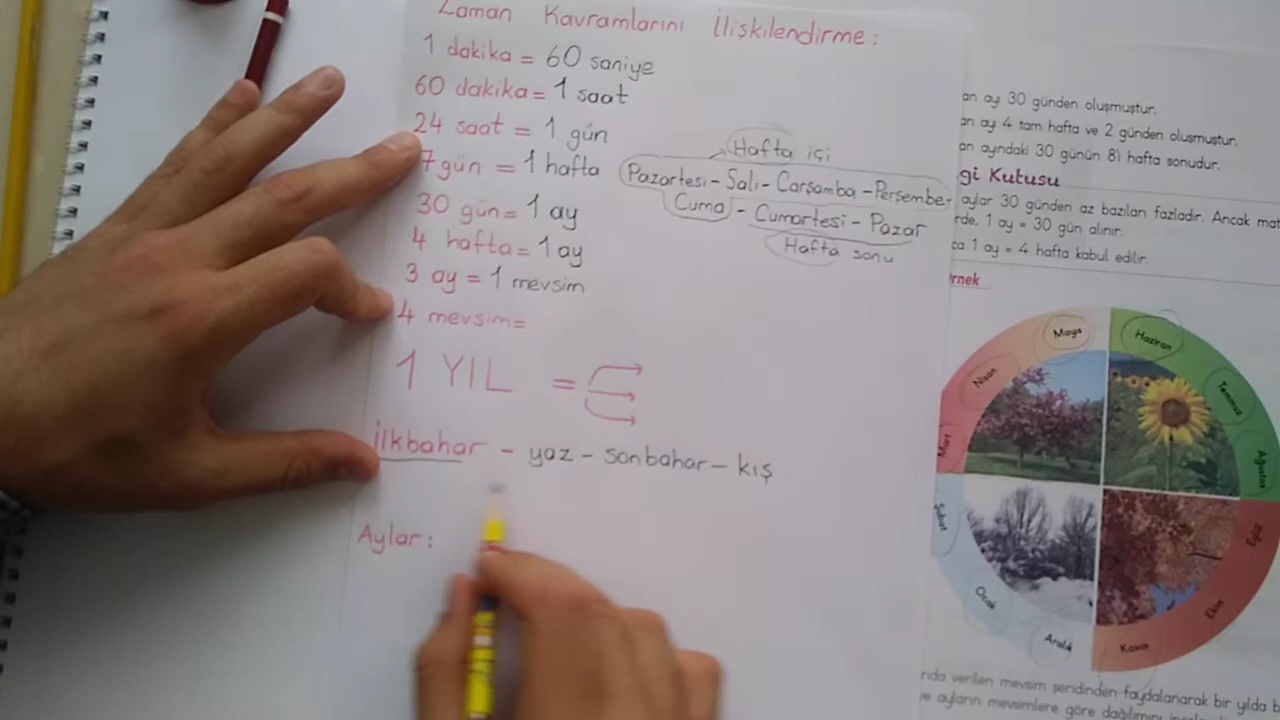 Zaman Kavramlarını İlişkilendirme:
1 dakika = 60 saniye
60 dakika = 1 saat
24 saat = 1 gün
7 gün = 1 hafta
30 gün = 1 ay
4 hafta = 1 ay
3 ay = 1 mevsim
4 mevsim=
1 YIL =
İlkbahar - yaz - sonbahar - kış
Aylar:
Hafta içi
Pazartesi - Salı - Çarşamba - Perşembe
Cuma - Cumartesi - Pazar
Hafta sonu
an ayı 30 günden oluşmuştur.
an ay 4 tam hafta ve 2 günden oluşmuştur.
an ayındaki 30 günün 8'i hafta sonudur.
gi Kutusu
aylar 30 günden az bazıları fazladır. Ancak mat
rde, 1 ay = 30 gün alınır.
ca 1 ay = 4 hafta kabul edilir.
rnek
Mayıs
Haziran
Nisan
Temmuz
Mart
Ağustos
Şubat
Eylül
Ocak
Ekim
Aralık
Kasım
nda verilen mevsim şeridinden faydalanarak bir yılda b
ve ayların mevsimlere göre dağılımını